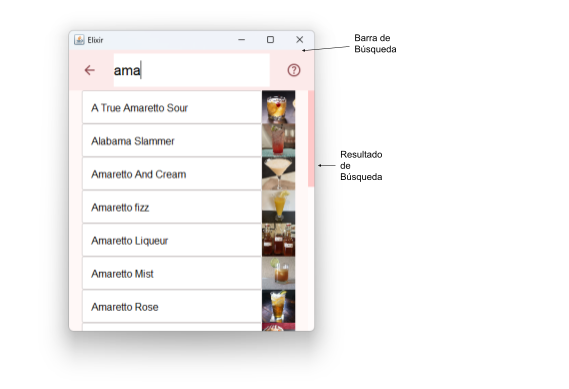 Elixir
Barra de
Búsqueda
ama
A True Amaretto Sour
Alabama Slammer
Amaretto And Cream
Resultado
de
Búsqueda
Amaretto fizz
Amaretto Liqueur
Amaretto Mist
Amaretto Rose